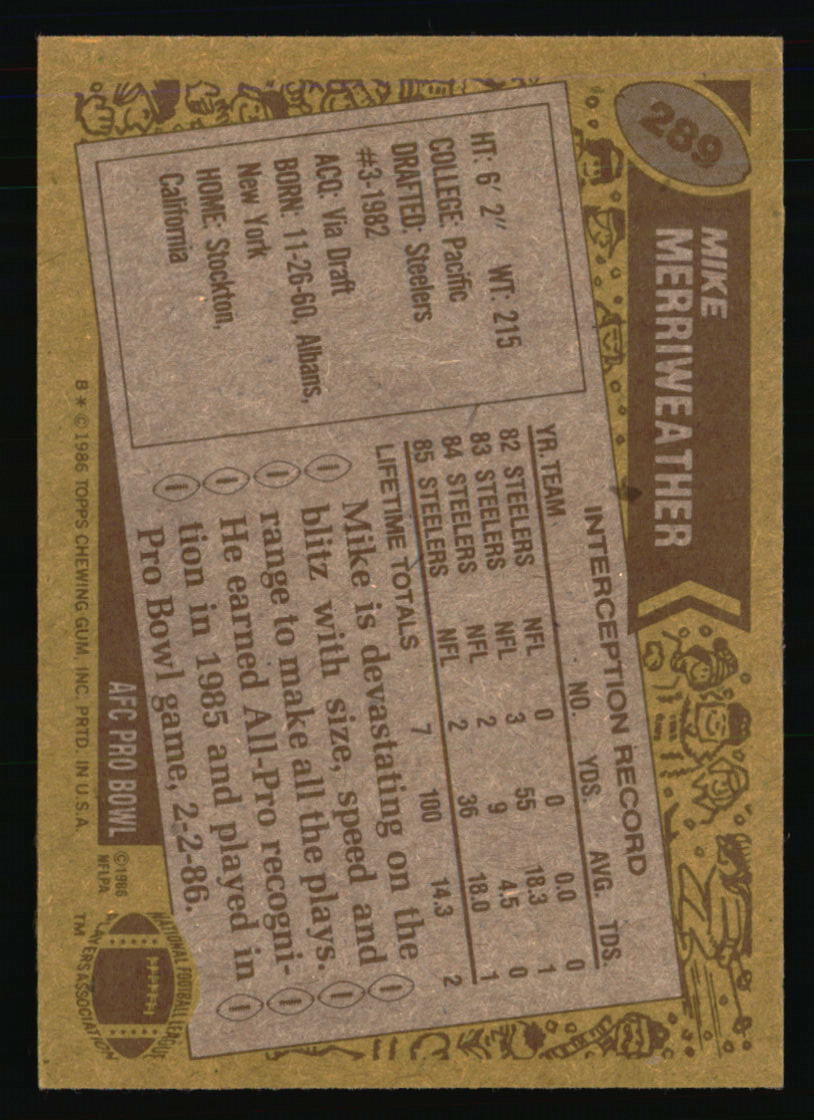 289
MIKE
MERRIWEATHER
HT: 6′ 2″ WT: 215
COLLEGE: Pacific
DRAFTED: Steelers
#3-1982
ACQ: Via Draft
BORN: 11-26-60, Albans,
New York
HOME: Stockton,
California
INTERCEPTION RECORD
YR. TEAM NO. YDS. AVG. TDS.
82 STEELERS NFL 0 0 0.0 0
83 STEELERS NFL 3 55 18.3 1
84 STEELERS NFL 2 9 4.5 0
85 STEELERS NFL 2 36 18.0 1
LIFETIME TOTALS 7 100 14.3 2
Mike is devastating on the
blitz with size, speed and
range to make all the plays.
He earned All-Pro recogni-
tion in 1985 and played in
Pro Bowl game, 2-2-86.
AFC PRO BOWL
8 * © 1986 TOPPS CHEWING GUM, INC. PRTD. IN U.S.A.
© 1986
NFLPA
NATIONAL FOOTBALL LEAGUE
PLAYERS ASSOCIATION
TM